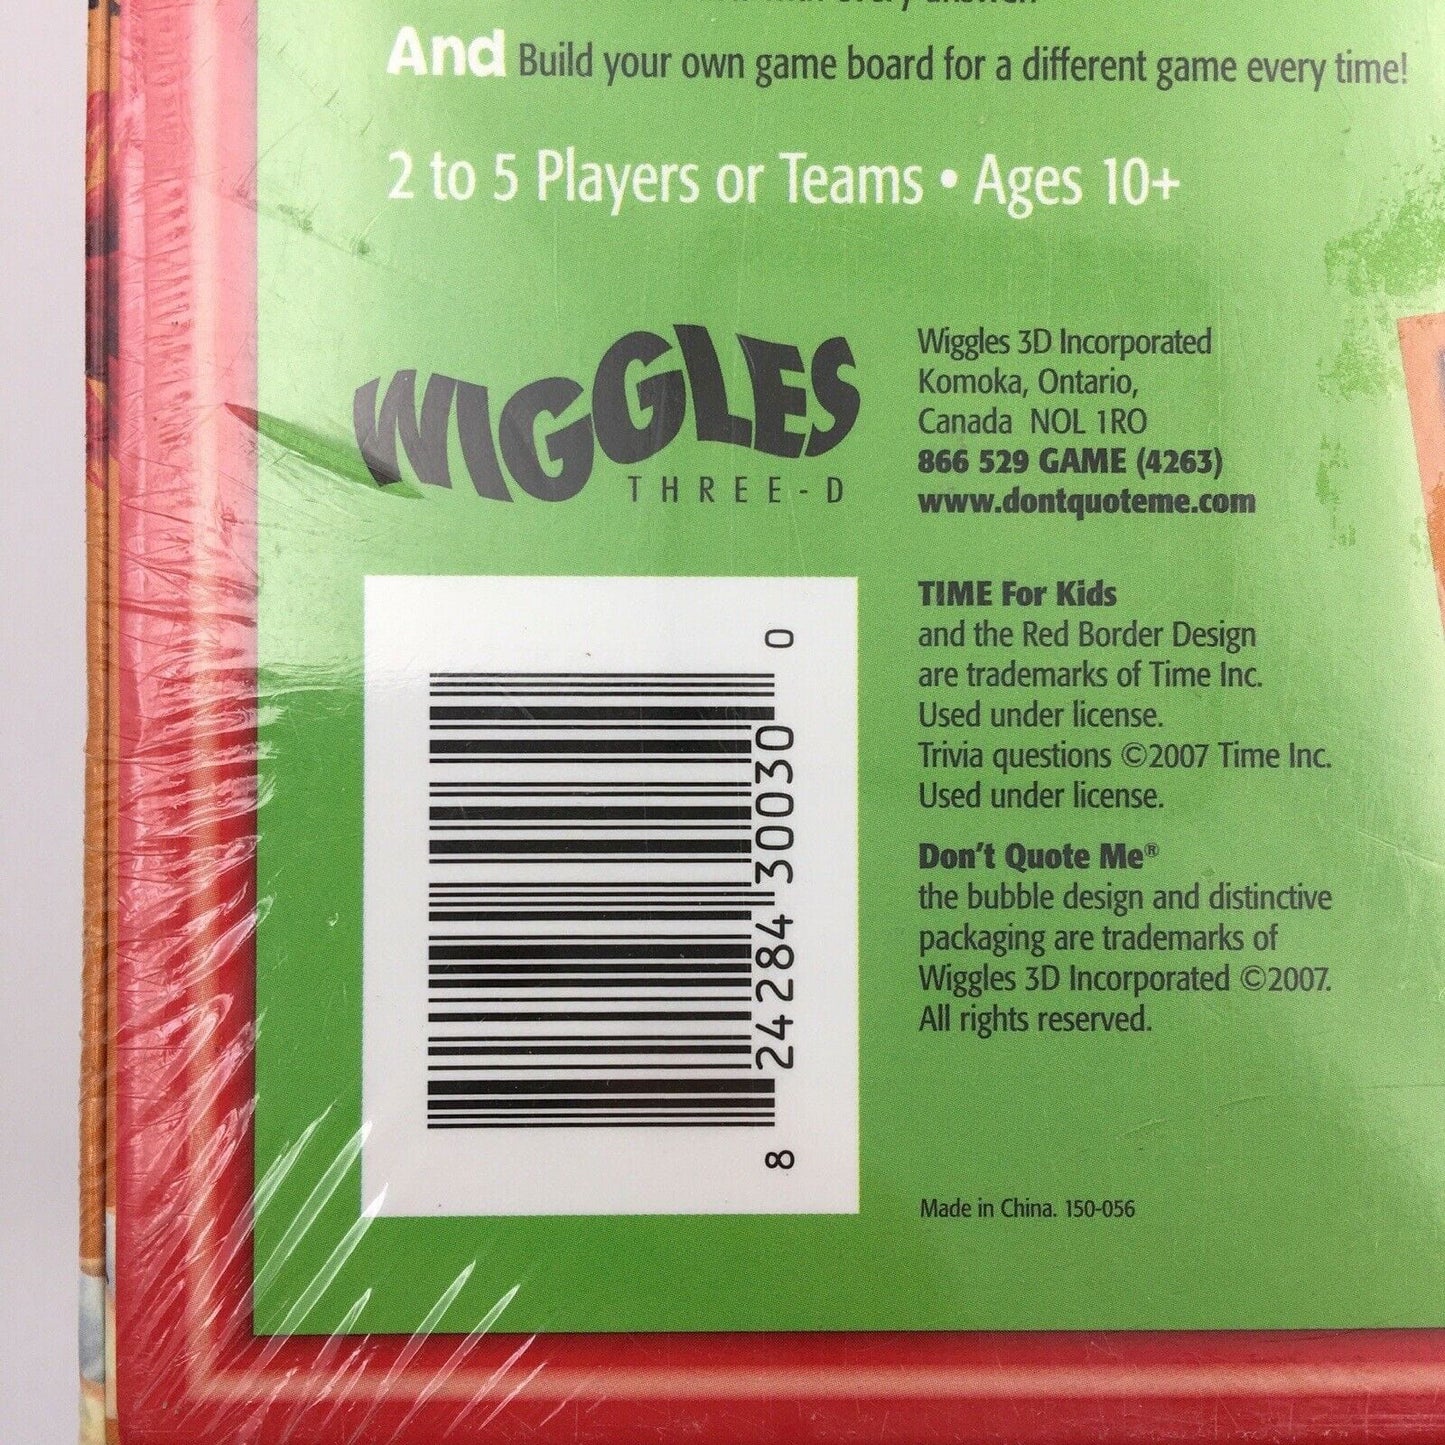 every answer!
And Build your own game board for a different game every time!
2 to 5 Players or Teams • Ages 10+
WIGGLES
THREE-D
Wiggles 3D Incorporated
Komoka, Ontario,
Canada NOL 1RO
866 529 GAME (4263)
www.dontquoteme.com
TIME For Kids
and the Red Border Design
are trademarks of Time Inc.
Used under license.
Trivia questions ©2007 Time Inc.
Used under license.
Don't Quote Me®
the bubble design and distinctive
packaging are trademarks of
Wiggles 3D Incorporated ©2007.
All rights reserved.
8 24284 30030 0
Made in China. 150-056